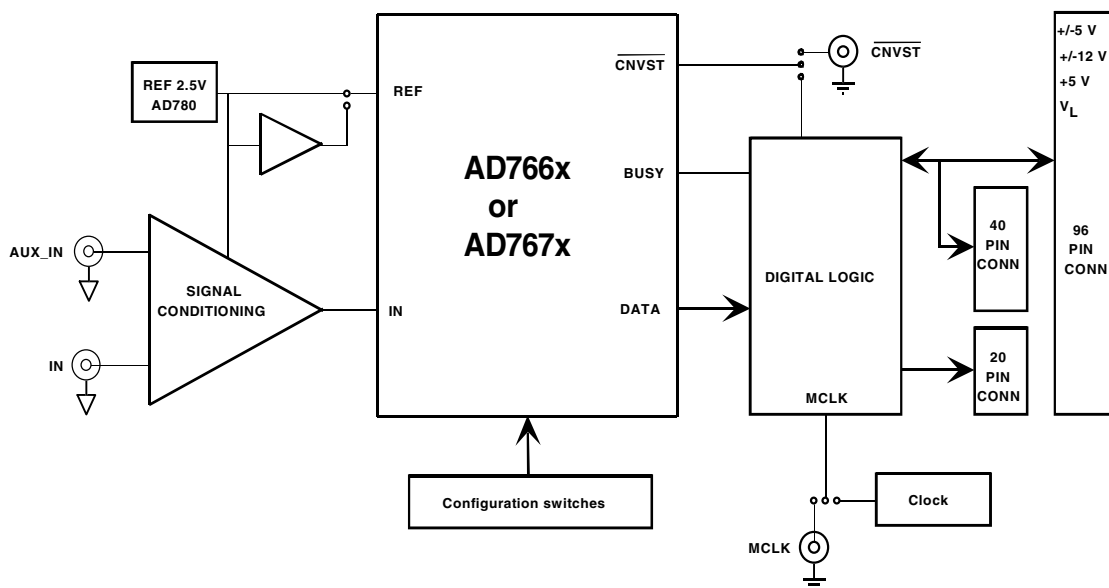 REF 2.5V
AD780
AUX_IN
IN
SIGNAL
CONDITIONING
REF
IN
AD766x
or
AD767x
CNVST
BUSY
DATA
Configuration switches
CNVST
DIGITAL LOGIC
MCLK
Clock
MCLK
40
PIN
CONN
20
PIN
CONN
+/-5 V
+/-12 V
+5 V
VL
96
PIN
CONN